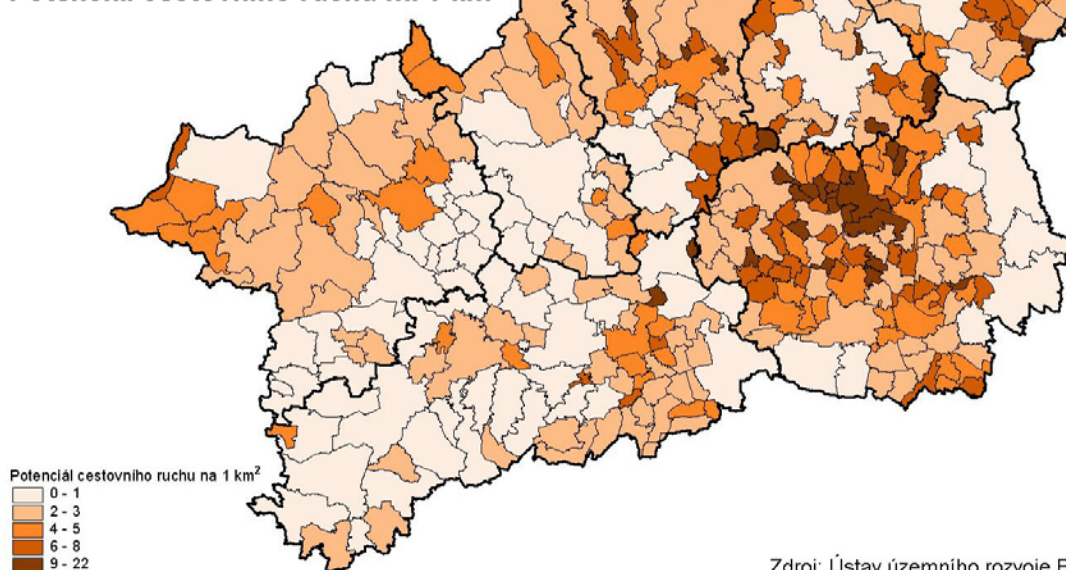 Potenciál cestovního ruchu na 1 km²
0 - 1
2 - 3
4 - 5
6 - 8
9 - 22
Zdroj: Ústav územního rozvoje